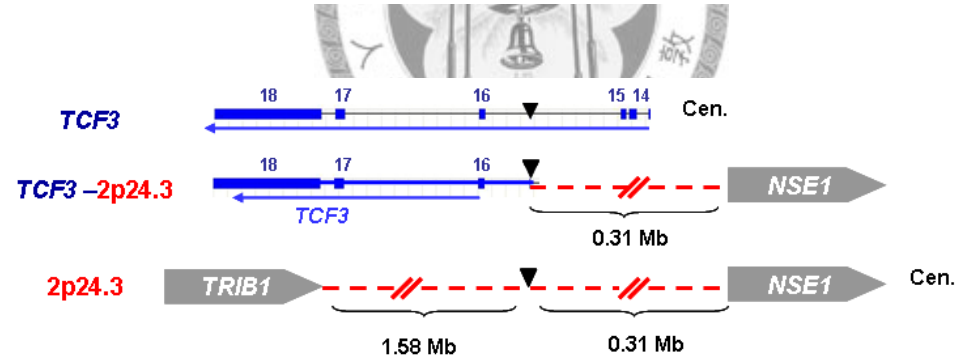 人
18 17 16 15 14
TCF3 Cen.
18 17 16
TCF3 –2p24.3 NSE1
TCF3
0.31 Mb
2p24.3 TRIB1 NSE1 Cen.
1.58 Mb 0.31 Mb